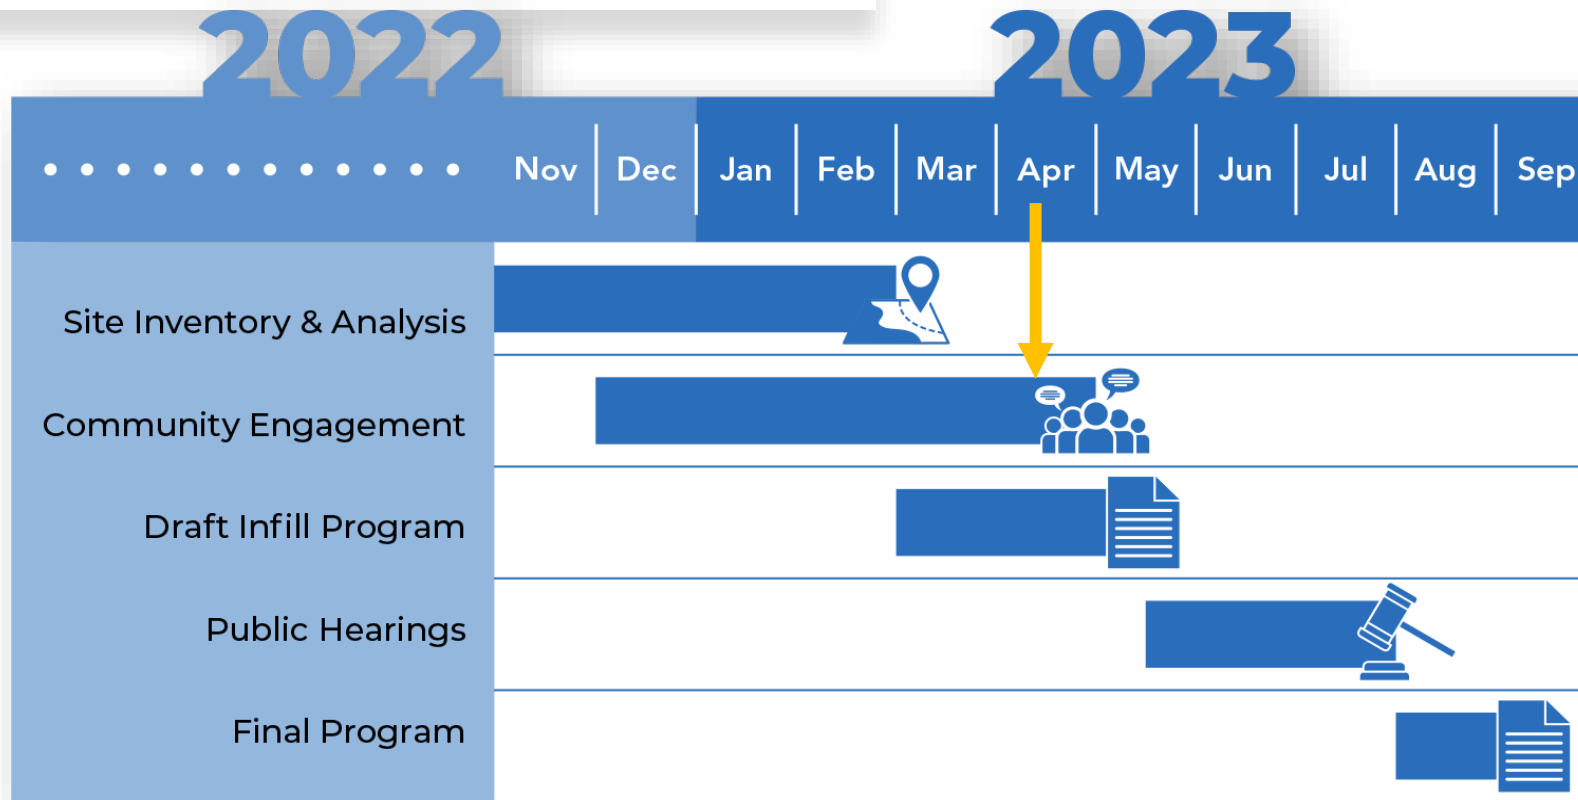 2022 2023
Nov Dec Jan Feb Mar Apr May Jun Jul Aug Sep
Site Inventory & Analysis
Community Engagement
Draft Infill Program
Public Hearings
Final Program